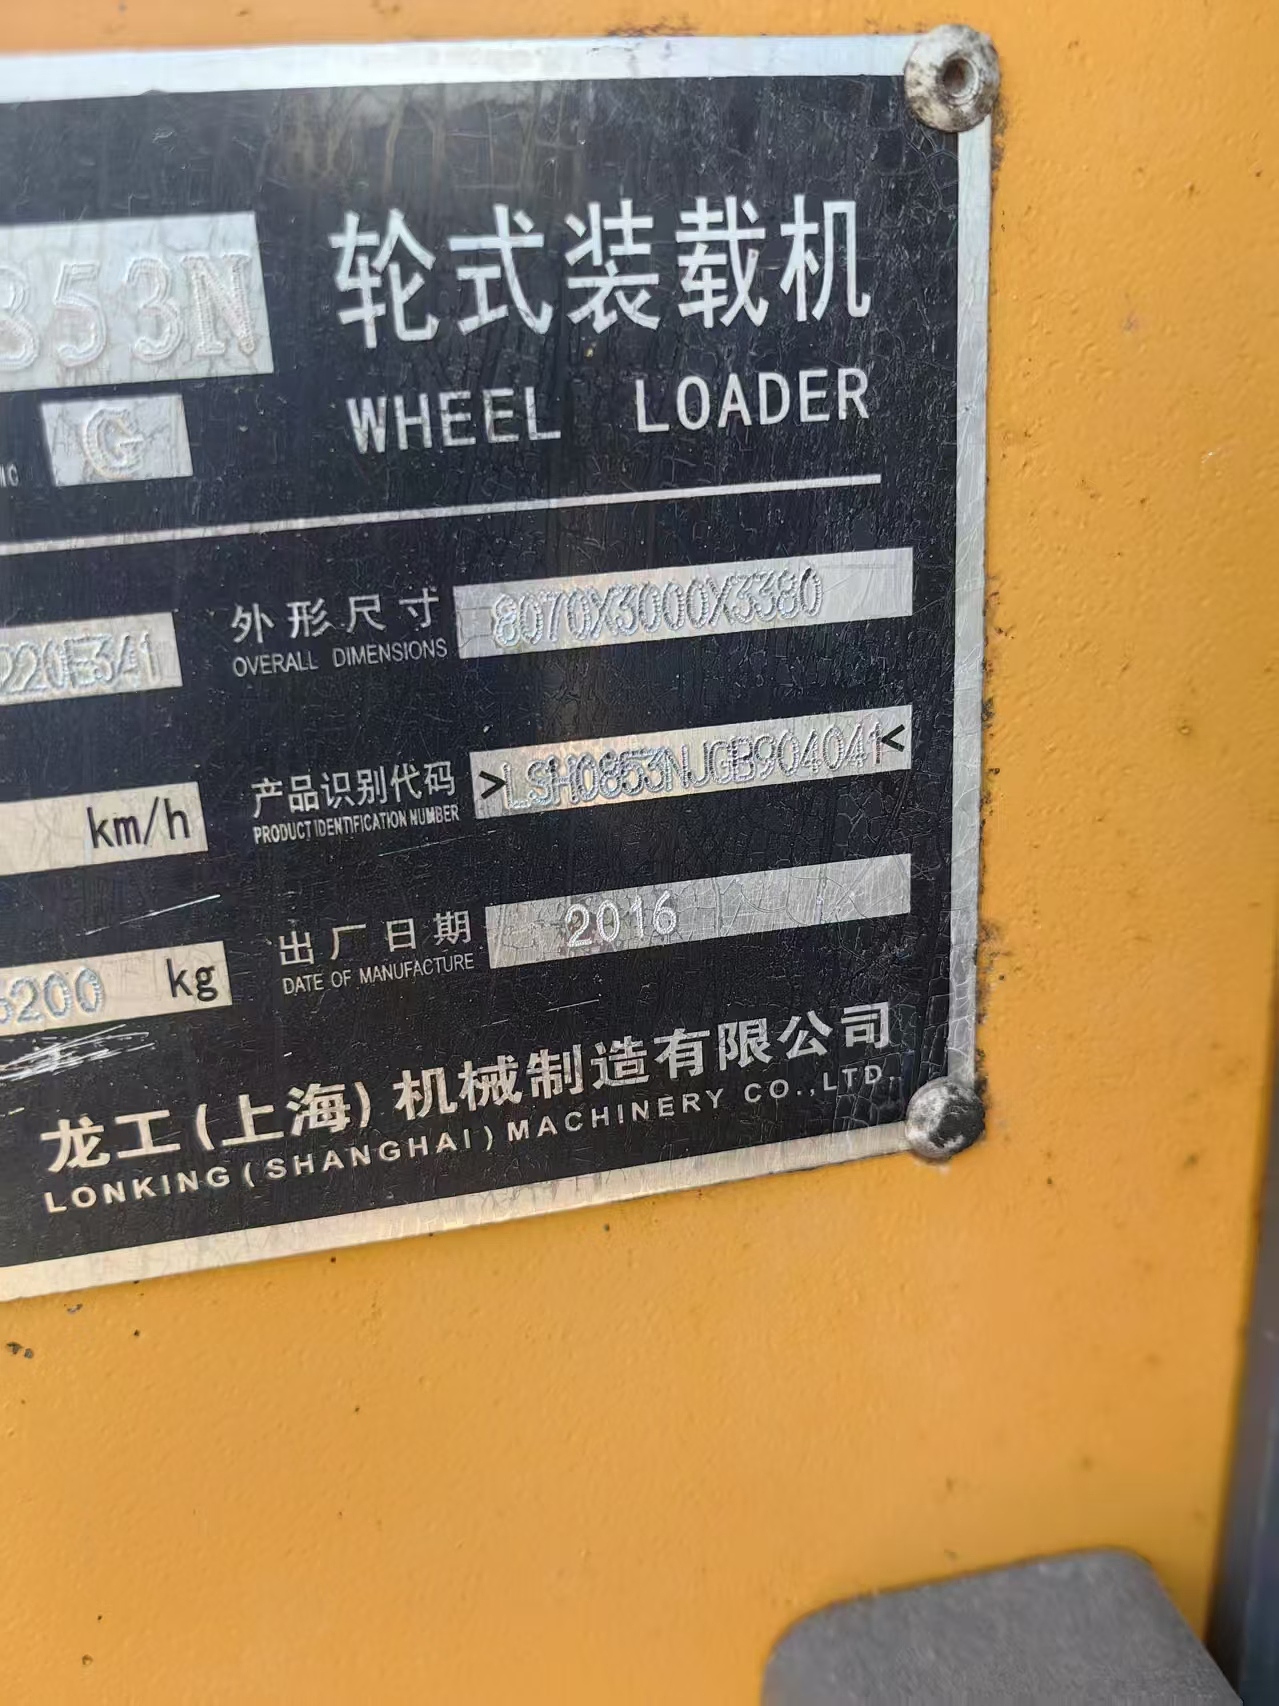 853N
轮式装载机
G
WHEEL LOADER
220E341
外形尺寸
OVERALL DIMENSIONS
8070X3000X3380
km/h
产品识别代码
PRODUCT IDENTIFICATION NUMBER
>LSH0853NJGB904041<
5200 kg
出厂日期
DATE OF MANUFACTURE
2016
龙工(上海)机械制造有限公司
LONKING(SHANGHAI)MACHINERY CO.,LTD.